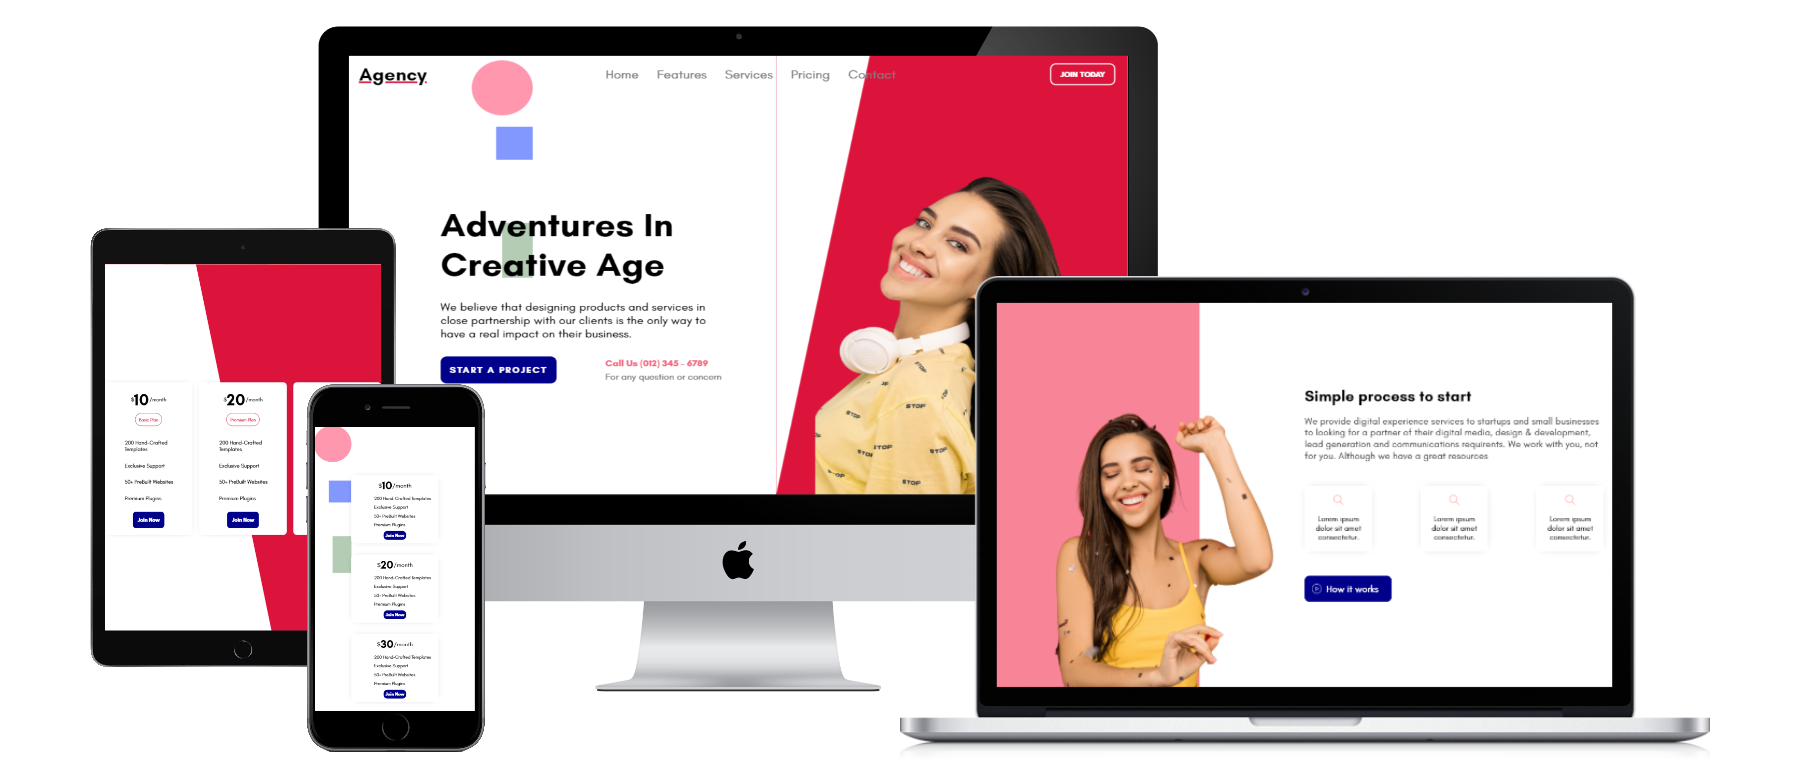 Agency
Home Features Services Pricing Contact
JOIN TODAY
Adventures In
Creative Age
We believe that designing products and services in
close partnership with our clients is the only way to
have a real impact on their business.
START A PROJECT
Call Us (012) 345 - 6789
For any question or concern
STOP
STOP
STOP
STOP
STOP
STOP
$10/month
Basic Plan
200 Hand-Crafted
Templates
Exclusive Support
50+ PreBuilt Websites
Premium Plugins
Join Now
$20/month
Premium Plan
200 Hand-Crafted
Templates
Exclusive Support
50+ PreBuilt Websites
Premium Plugins
Join Now
$10/month
200 Hand-Crafted Templates
Exclusive Support
50+ PreBuilt Websites
Premium Plugins
Join Now
$20/month
200 Hand-Crafted Templates
Exclusive Support
50+ PreBuilt Websites
Premium Plugins
Join Now
$30/month
200 Hand-Crafted Templates
Exclusive Support
50+ PreBuilt Websites
Premium Plugins
Join Now
Simple process to start
We provide digital experience services to startups and small businesses
to looking for a partner of their digital media, design & development,
lead generation and communications requirents. We work with you, not
for you. Although we have a great resources
Lorem ipsum
dolor sit amet
consectetur.
Lorem ipsum
dolor sit amet
consectetur.
Lorem ipsum
dolor sit amet
consectetur.
How it works